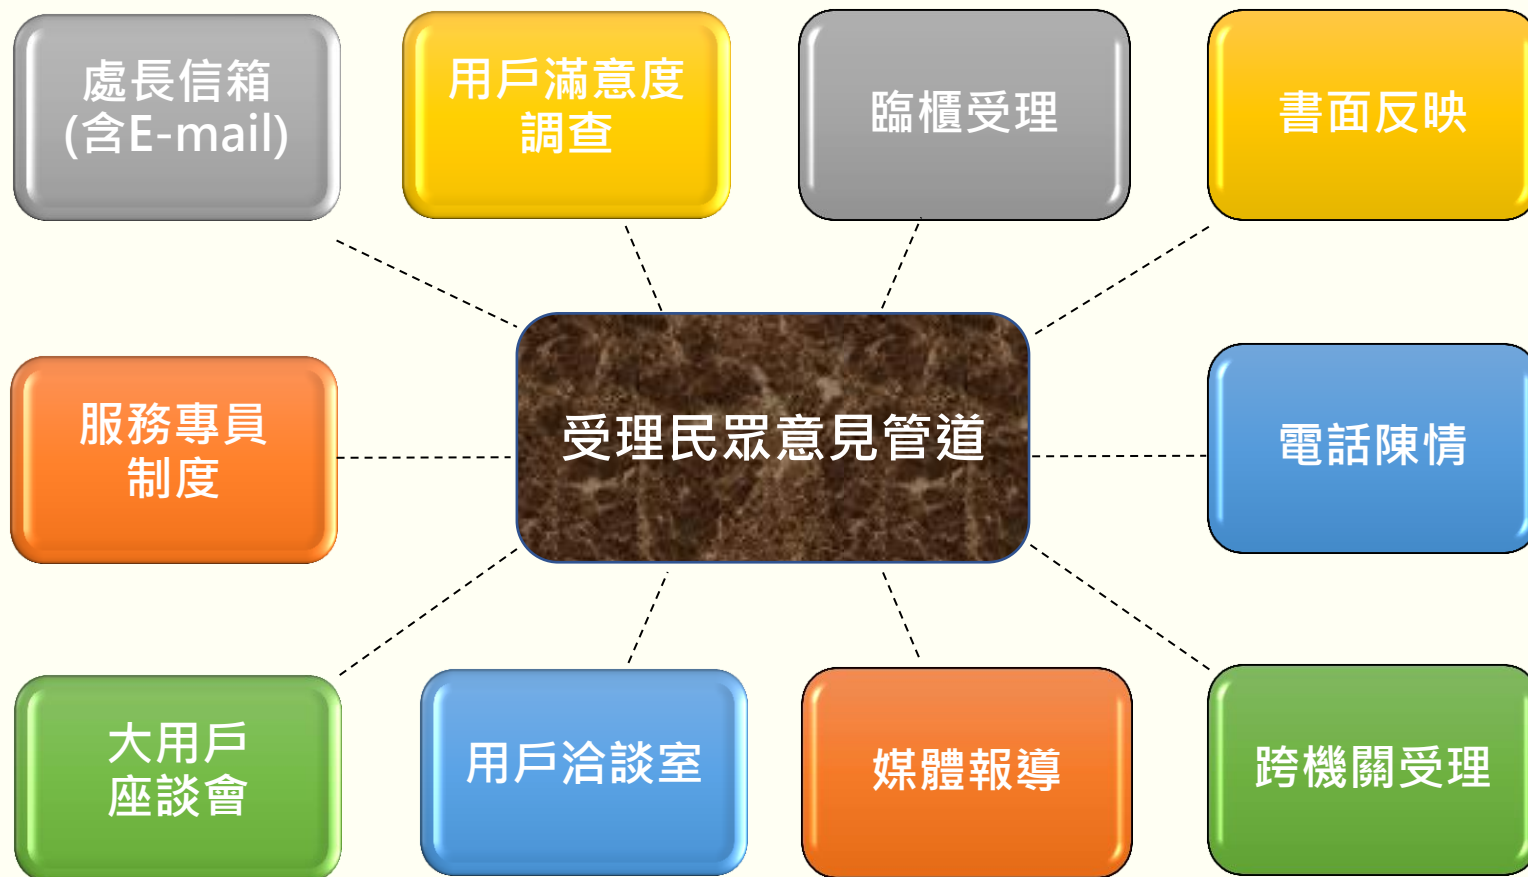 處長信箱
(含E-mail)
用戶滿意度
調查
臨櫃受理
書面反映
服務專員
制度
受理民眾意見管道
電話陳情
大用戶
座談會
用戶洽談室
媒體報導
跨機關受理